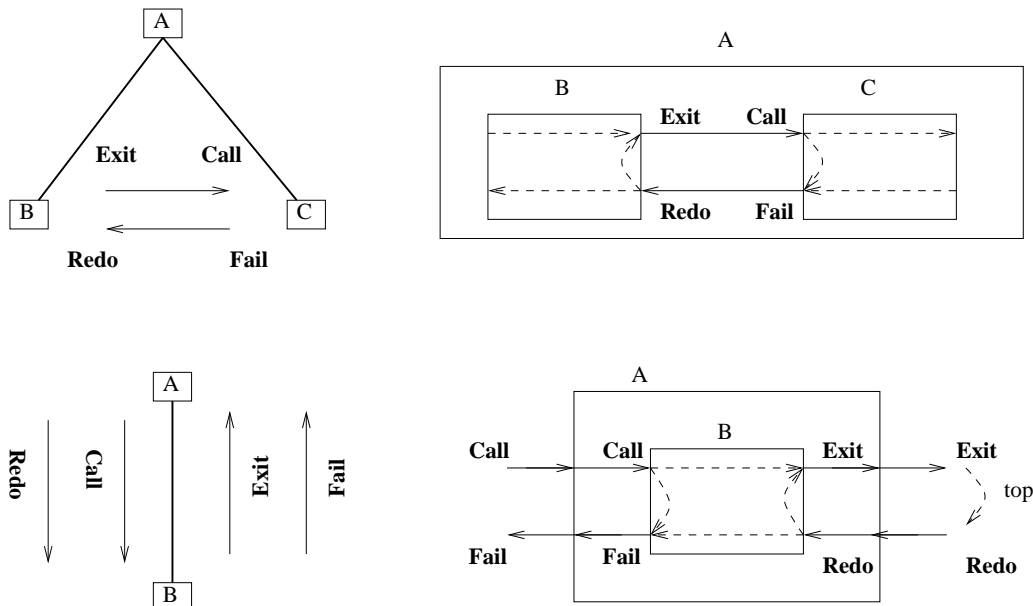 A
Exit Call
B C
Redo Fail
A
B C
Exit Call
Redo Fail
A
Redo
Call
Exit
Fail
B
A
B
Call Call Exit Exit
top
Fail Fail Redo Redo